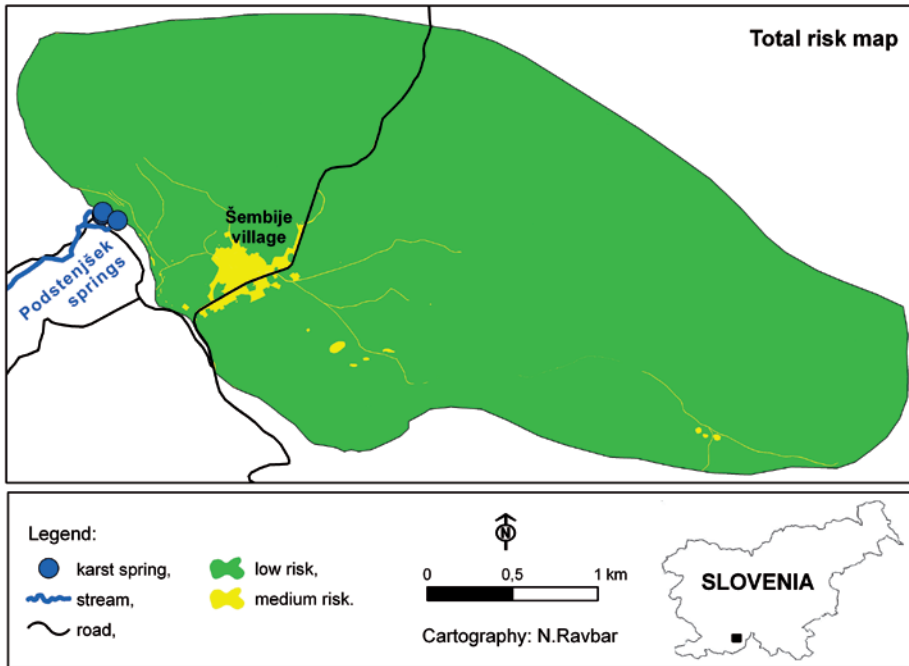 Total risk map
Šembije
village
Podstenjšek
springs
Legend:
karst spring,
stream,
road,
low risk,
medium risk.
N
0 0,5 1 km
Cartography: N.Ravbar
SLOVENIA